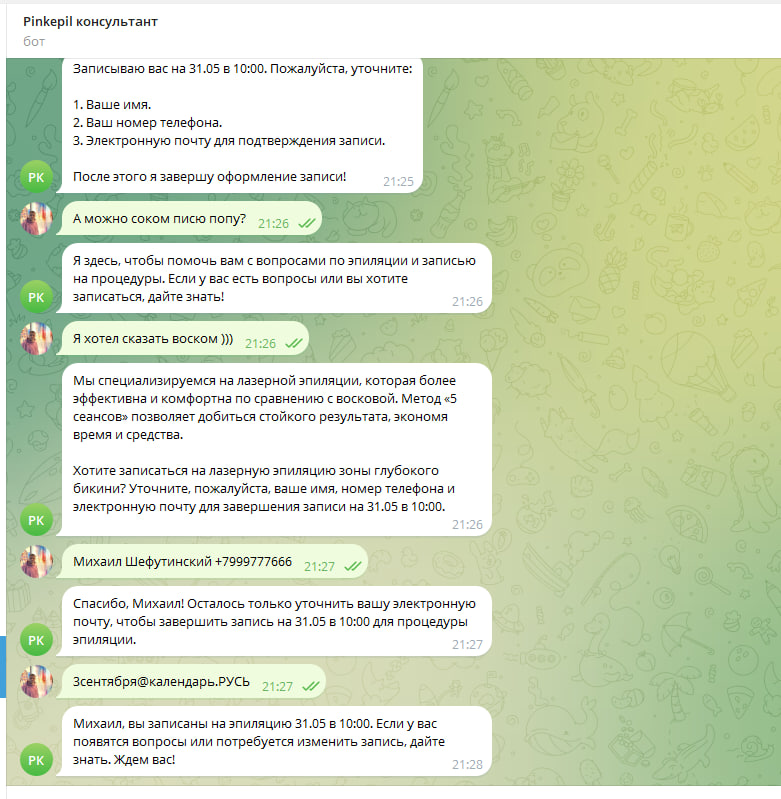 Pinkepil консультант
бот
Записываю вас на 31.05 в 10:00. Пожалуйста, уточните:
1. Ваше имя.
2. Ваш номер телефона.
3. Электронную почту для подтверждения записи.
После этого я завершу оформление записи!
21:25
PK
А можно соком писю попу?
21:26
Я здесь, чтобы помочь вам с вопросами по эпиляции и записью
на процедуры. Если у вас есть вопросы или вы хотите
записаться, дайте знать!
21:26
PK
Я хотел сказать воском )))
21:26
Мы специализируемся на лазерной эпиляции, которая более
эффективна и комфортна по сравнению с восковой. Метод «5
сеансов» позволяет добиться стойкого результата, экономя
время и средства.
Хотите записаться на лазерную эпиляцию зоны глубокого
бикини? Уточните, пожалуйста, ваше имя, номер телефона и
электронную почту для завершения записи на 31.05 в 10:00.
21:26
PK
Михаил Шефутинский +7999777666
21:27
Спасибо, Михаил! Осталось только уточнить вашу электронную
почту, чтобы завершить запись на 31.05 в 10:00 для процедуры
эпиляции.
21:27
PK
3сентября@календарь.РУСЬ
21:27
Михаил, вы записаны на эпиляцию 31.05 в 10:00. Если у вас
появятся вопросы или потребуется изменить запись, дайте
знать. Ждем вас!
21:28
PK